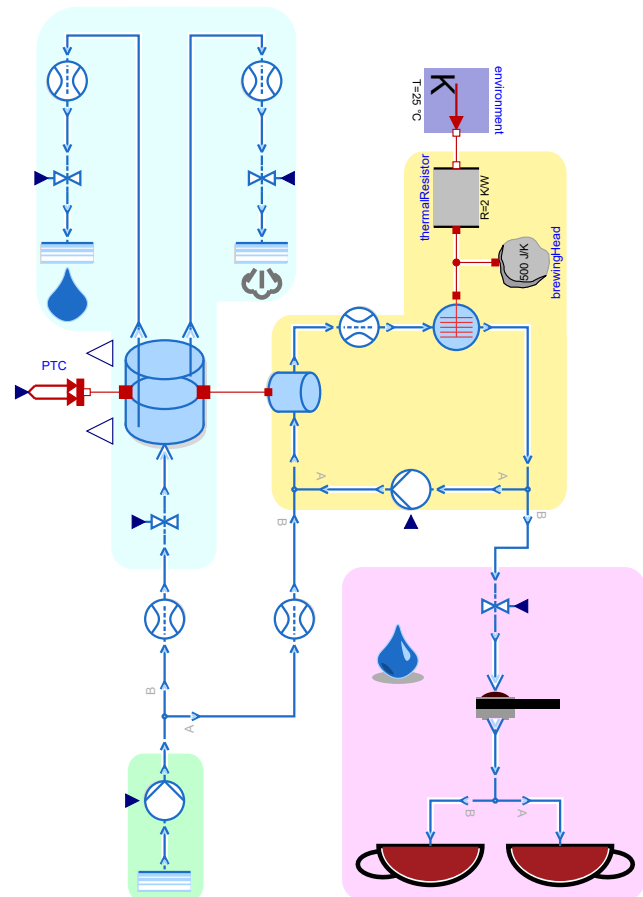 environment
K
T=25 °C
thermalResistor
R=2 K/W
brewingHead
500 J/K
PTC
A
A
B
B
B
A
B
A